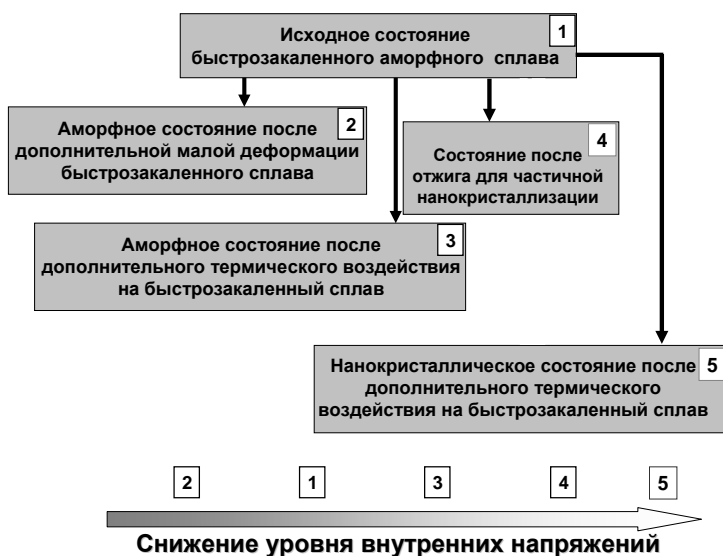 Исходное состояние
быстрозакаленного аморфного сплава
1
Аморфное состояние после
дополнительной малой деформации
быстрозакаленного сплава
2
Состояние после
отжига для частичной
нанокристаллизации
4
Аморфное состояние после
дополнительного термического воздействия
на быстрозакаленный сплав
3
Нанокристаллическое состояние после
дополнительного термического
воздействия на быстрозакаленный сплав
5
2 1 3 4 5
Снижение уровня внутренних напряжений